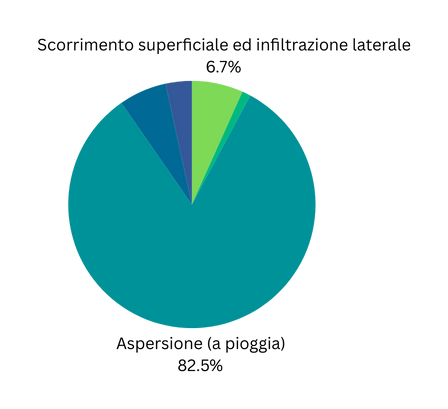 Scorrimento superficiale ed infiltrazione laterale
6.7%
Aspersione (a pioggia)
82.5%